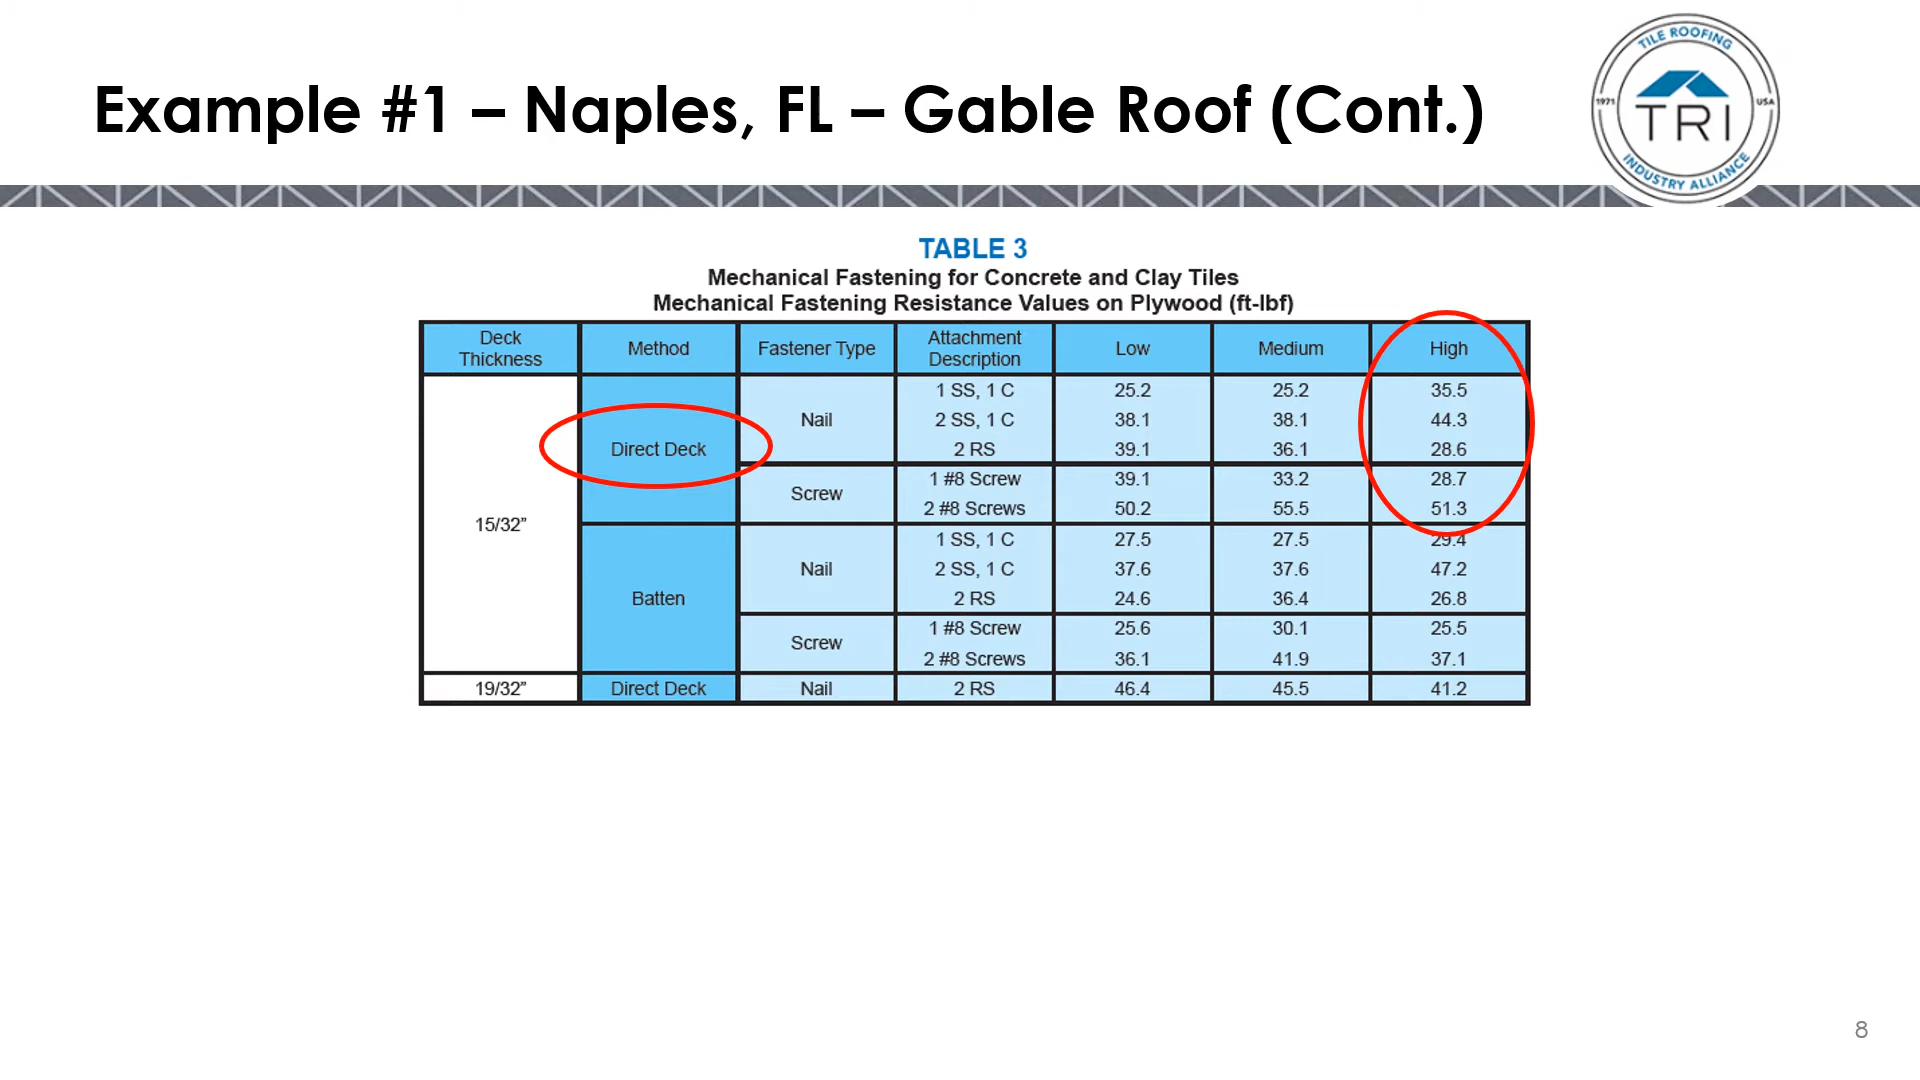 Example #1 – Naples, FL – Gable Roof (Cont.)
TILE ROOFING
1971
USA
TRI
INDUSTRY ALLIANCE
TABLE 3
Mechanical Fastening for Concrete and Clay Tiles
Mechanical Fastening Resistance Values on Plywood (ft-lbf)
Deck Thickness Method Fastener Type Attachment Description Low Medium High
15/32” Direct Deck Nail 1 SS, 1 C 25.2 25.2 35.5
2 SS, 1 C 38.1 38.1 44.3
2 RS 39.1 36.1 28.6
Screw 1 #8 Screw 39.1 33.2 28.7
2 #8 Screws 50.2 55.5 51.3
Batten Nail 1 SS, 1 C 27.5 27.5 29.4
2 SS, 1 C 37.6 37.6 47.2
2 RS 24.6 36.4 26.8
Screw 1 #8 Screw 25.6 30.1 25.5
2 #8 Screws 36.1 41.9 37.1
19/32” Direct Deck Nail 2 RS 46.4 45.5 41.2
8